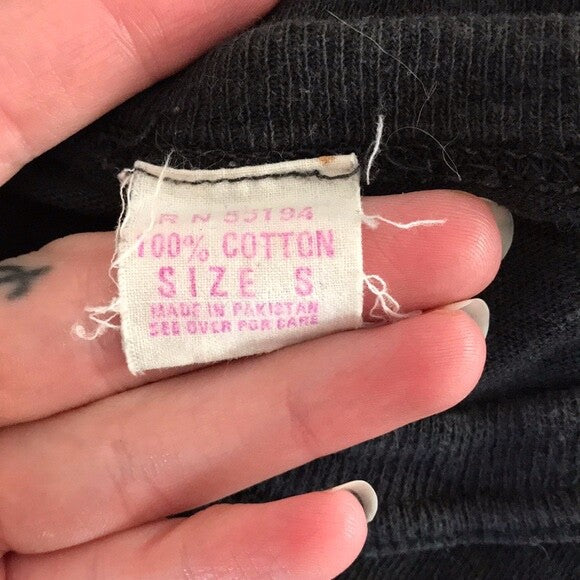 RN 55194
100% COTTON
SIZE S
MADE IN PAKISTAN
SEE OVER FOR CARE